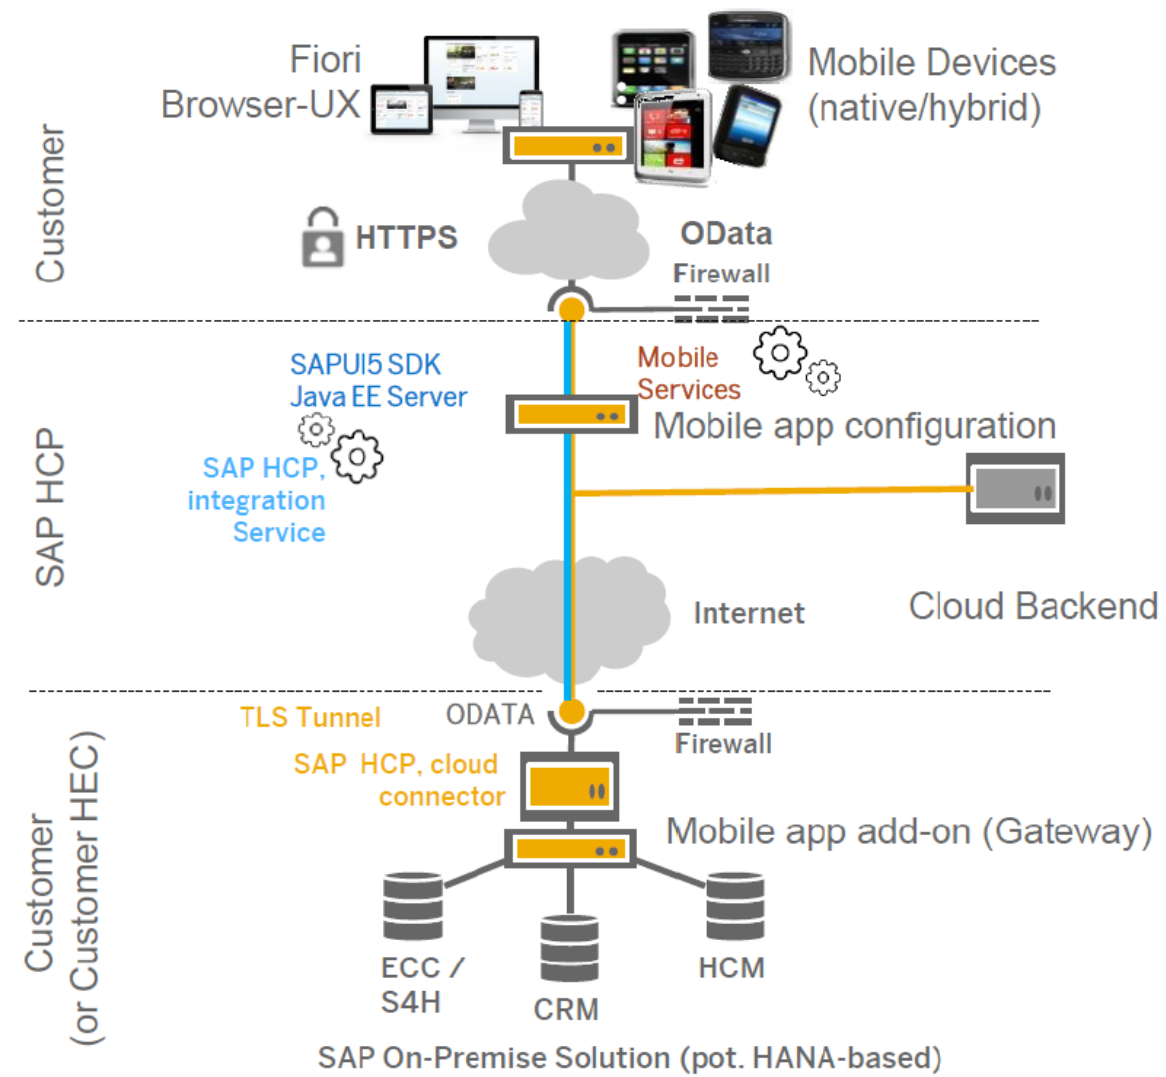 Fiori
Browser-UX
Mobile Devices
(native/hybrid)
Customer
HTTPS
OData
Firewall
SAP HCP
SAPUI5 SDK
Java EE Server
Mobile
Services
Mobile app configuration
SAP HCP,
integration
Service
Internet
Cloud Backend
Customer
(or Customer HEC)
TLS Tunnel
ODATA
Firewall
SAP HCP, cloud
connector
Mobile app add-on (Gateway)
ECC /
S4H
CRM
HCM
SAP On-Premise Solution (pot. HANA-based)